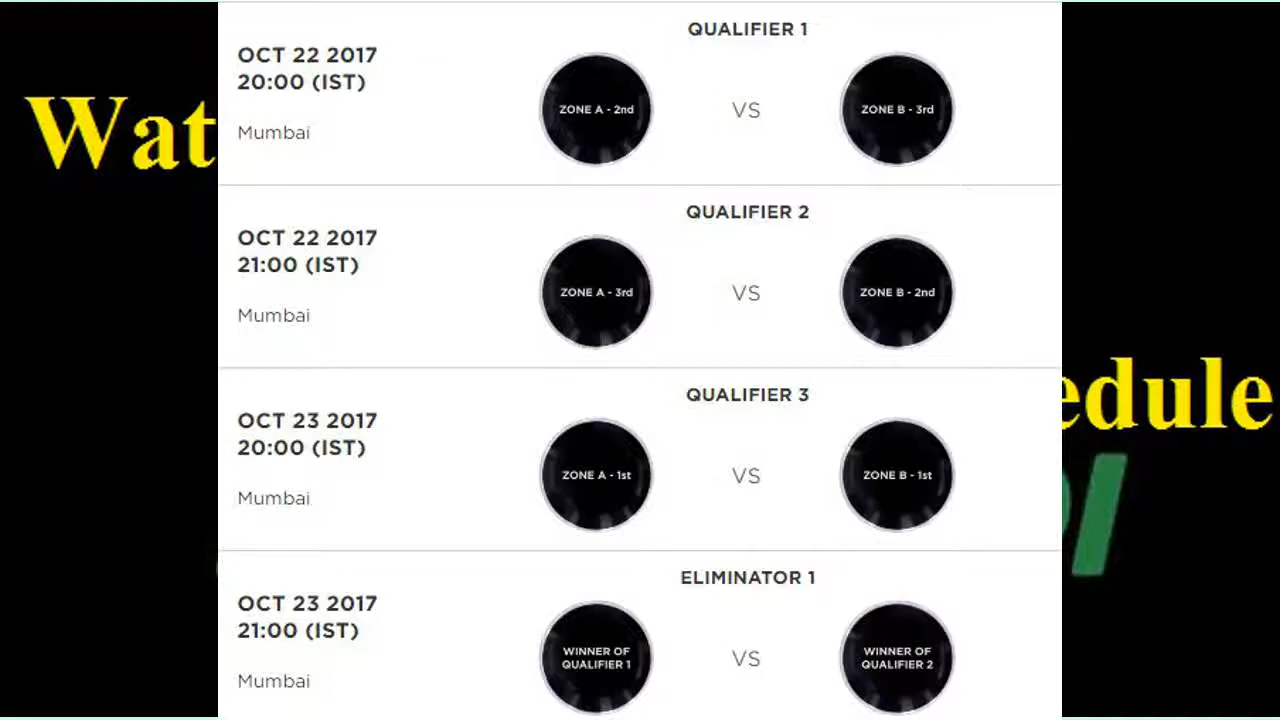 QUALIFIER 1
OCT 22 2017
20:00 (IST)
Mumbai
ZONE A - 2nd
VS
ZONE B - 3rd
QUALIFIER 2
OCT 22 2017
21:00 (IST)
Mumbai
ZONE A - 3rd
VS
ZONE B - 2nd
QUALIFIER 3
OCT 23 2017
20:00 (IST)
Mumbai
ZONE A - 1st
VS
ZONE B - 1st
ELIMINATOR 1
OCT 23 2017
21:00 (IST)
Mumbai
WINNER OF
QUALIFIER 1
VS
WINNER OF
QUALIFIER 2
Wat
edule